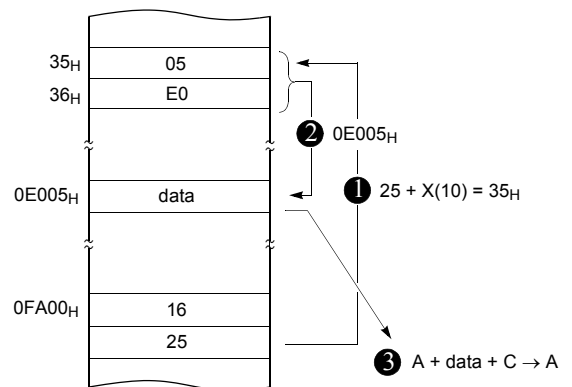 35H 05
36H E0
2 0E005H
0E005H data
1 25 + X(10) = 35H
0FA00H 16
25
3 A + data + C → A